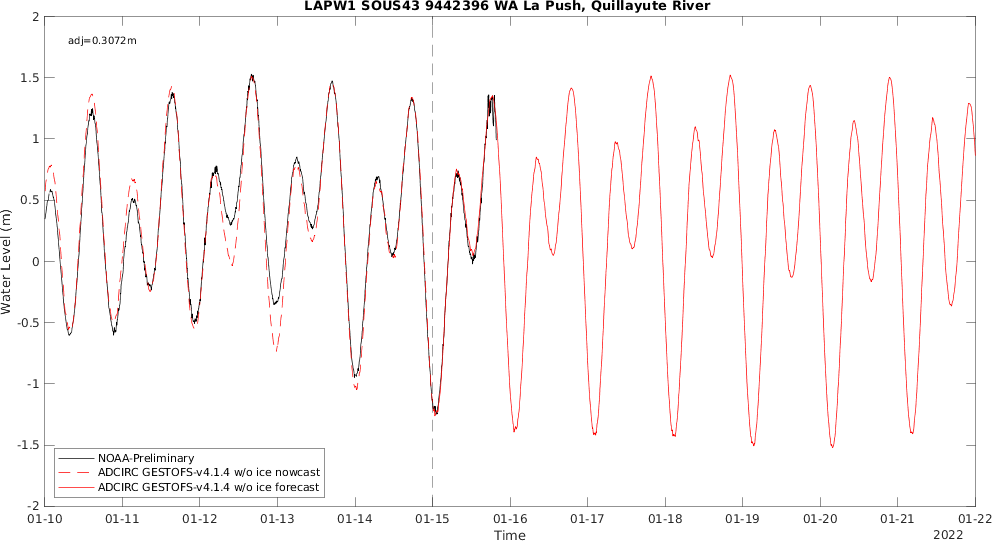 LAPW1 SOUS43 9442396 WA La Push, Quillayute River
adj=0.3072m
2
1.5
1
0.5
0
-0.5
-1
-1.5
-2
Water Level (m)
NOAA-Preliminary
ADCIRC GESTOFS-v4.1.4 w/o ice nowcast
ADCIRC GESTOFS-v4.1.4 w/o ice forecast
01-10 01-11 01-12 01-13 01-14 01-15 01-16 01-17 01-18 01-19 01-20 01-21 01-22
Time
2022